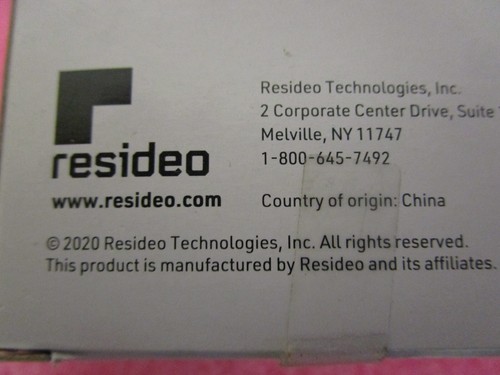 resideo
www.resideo.com
Resideo Technologies, Inc.
2 Corporate Center Drive, Suite
Melville, NY 11747
1-800-645-7492
Country of origin: China
© 2020 Resideo Technologies, Inc. All rights reserved.
This product is manufactured by Resideo and its affiliates.